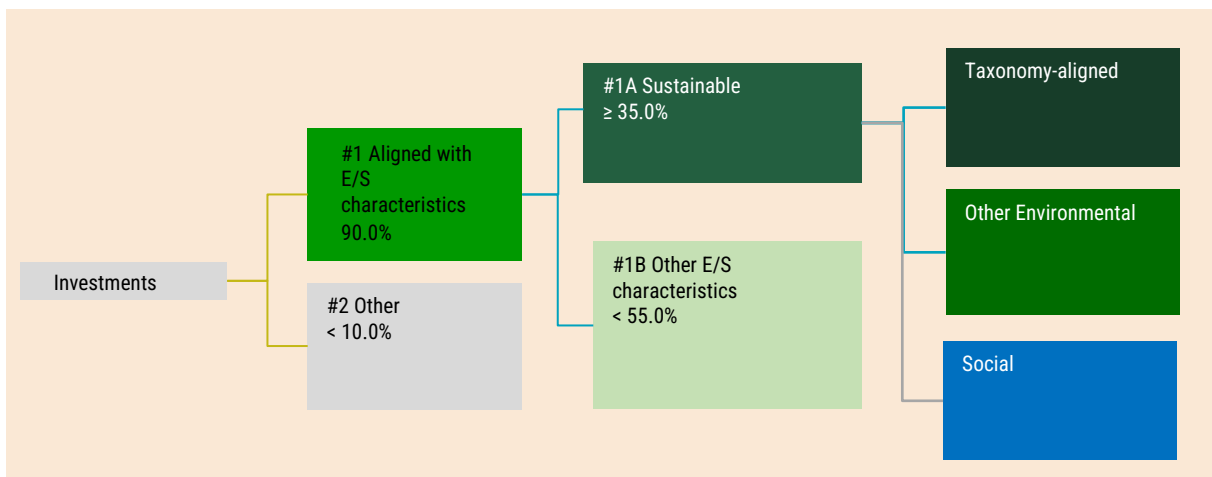 Investments
#1 Aligned with
E/S
characteristics
90.0%
#2 Other
< 10.0%
#1A Sustainable
≥ 35.0%
#1B Other E/S
characteristics
< 55.0%
Taxonomy-aligned
Other Environmental
Social